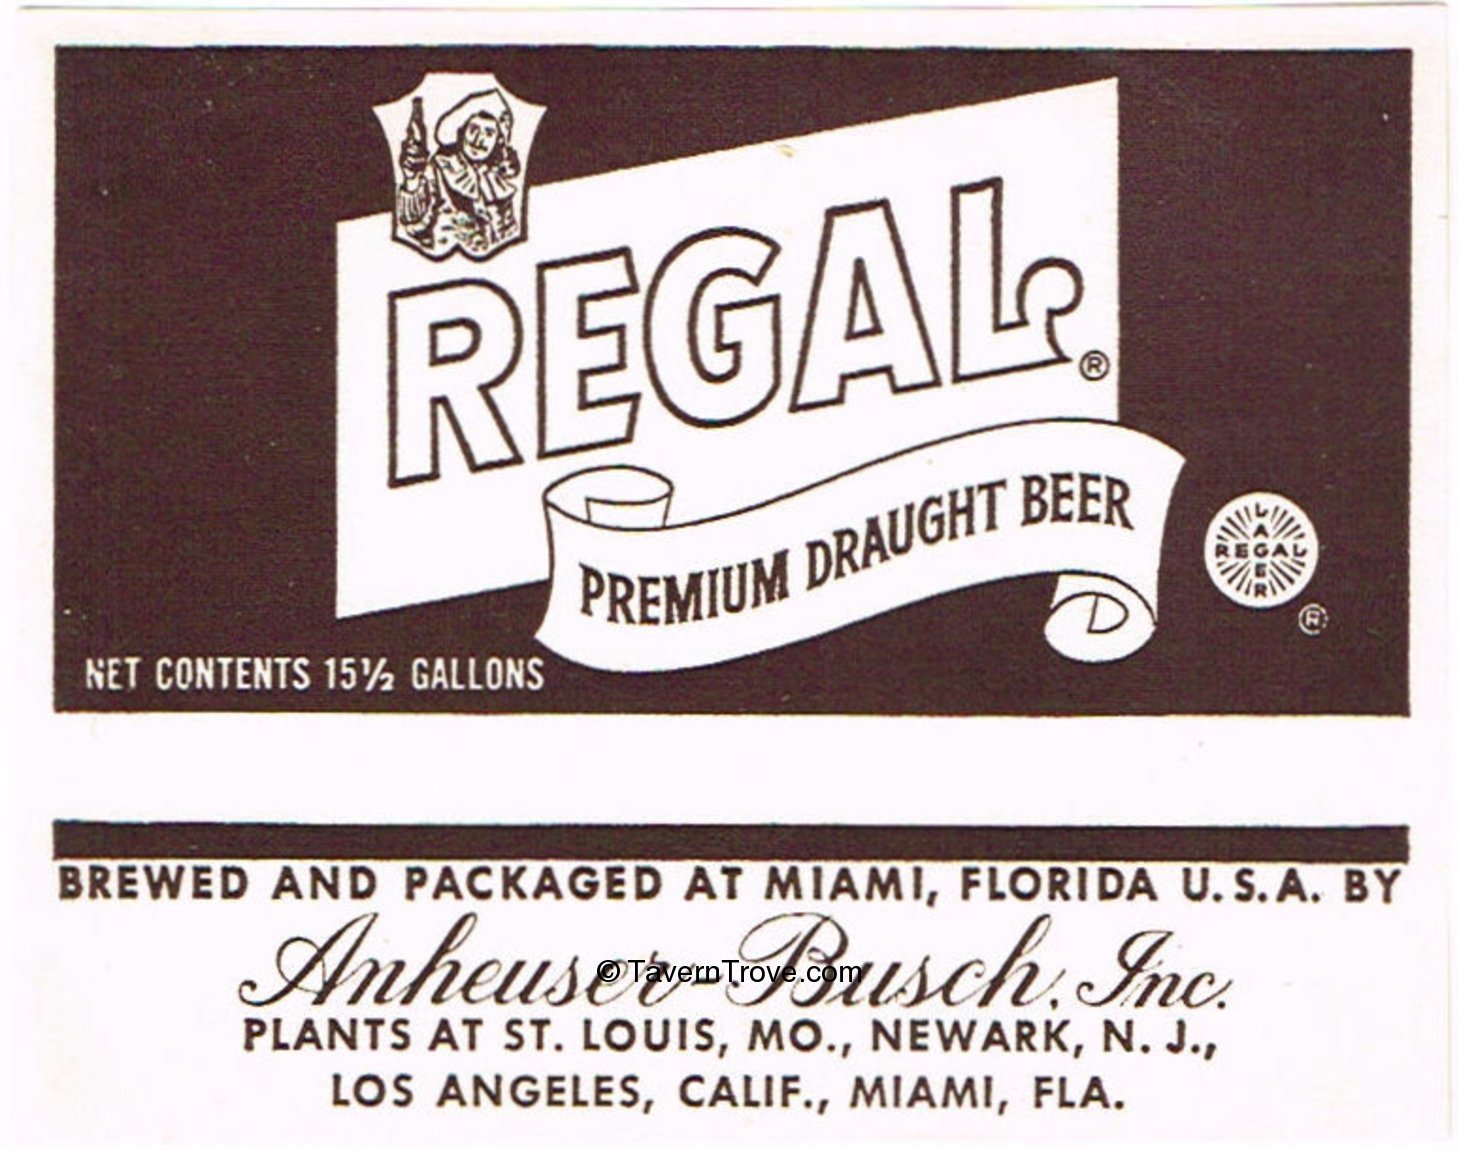 REGAL®
PREMIUM DRAUGHT BEER
LAGER
REGAL
®
NET CONTENTS 15½ GALLONS
BREWED AND PACKAGED AT MIAMI, FLORIDA U.S.A. BY
Anheuser-Busch, Inc.
© TavernTrove.com
PLANTS AT ST. LOUIS, MO., NEWARK, N. J.,
LOS ANGELES, CALIF., MIAMI, FLA.